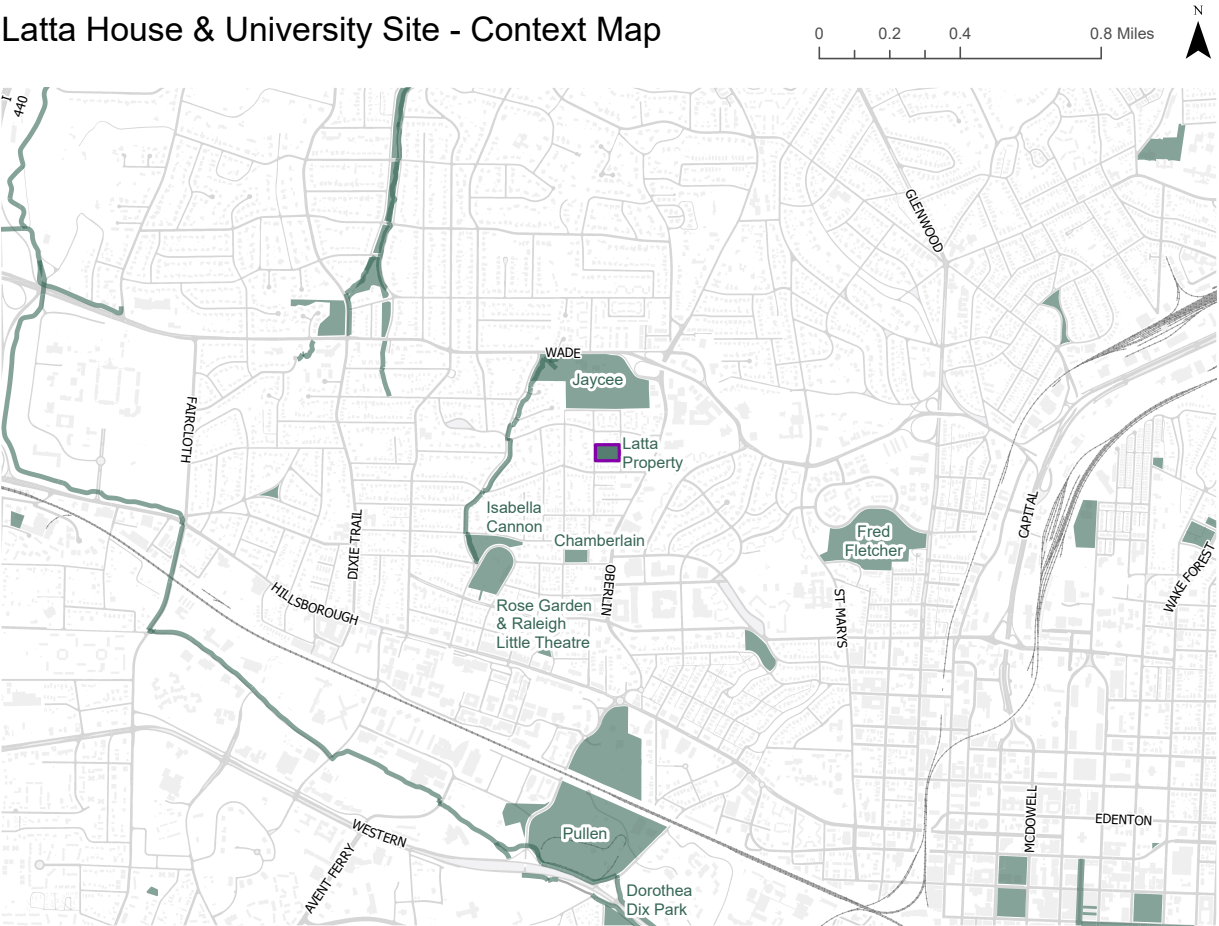 Latta House & University Site - Context Map
N
0 0.2 0.4 0.8 Miles
I 440
GLENWOOD
WADE
Jaycee
FAIRCLOTH
Latta
Property
Isabella
Cannon
DIXIE TRAIL
CAPITAL
Fred
Fletcher
Chamberlain
WAKE FOREST
OBERLIN
HILLSBOROUGH
Rose Garden
& Raleigh
Little Theatre
ST MARYS
MCDOWELL
EDENTON
Pullen
WESTERN
AVENT FERRY
Dorothea
Dix Park